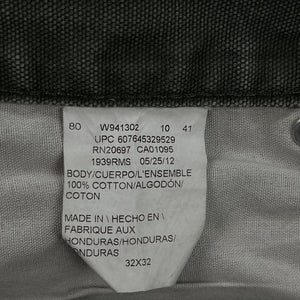 80 W941302 10 41
UPC 607645329529
RN20697 CA01095
1939RMS 05/25/12
BODY/CUERPO/L'ENSEMBLE
100% COTTON/ALGODÓN/
COTON
MADE IN \ HECHO EN \
FABRIQUE AUX
HONDURAS/HONDURAS/
HONDURAS
32X32